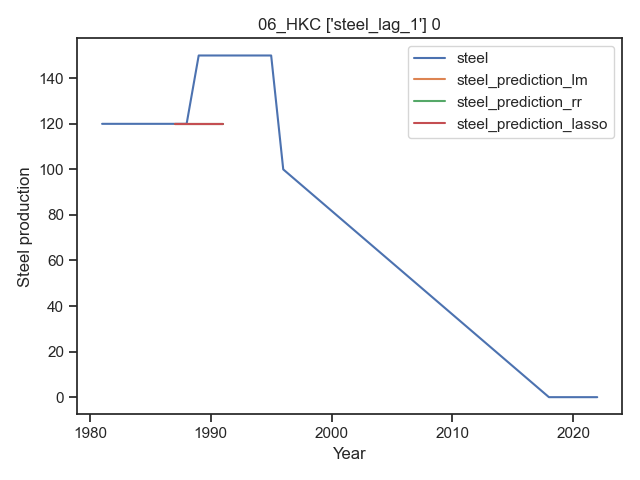 06_HKC ['steel_lag_1'] 0
steel
steel_prediction_lm
steel_prediction_rr
steel_prediction_lasso
Steel production
140
120
100
80
60
40
20
0
1980 1990 2000 2010 2020
Year